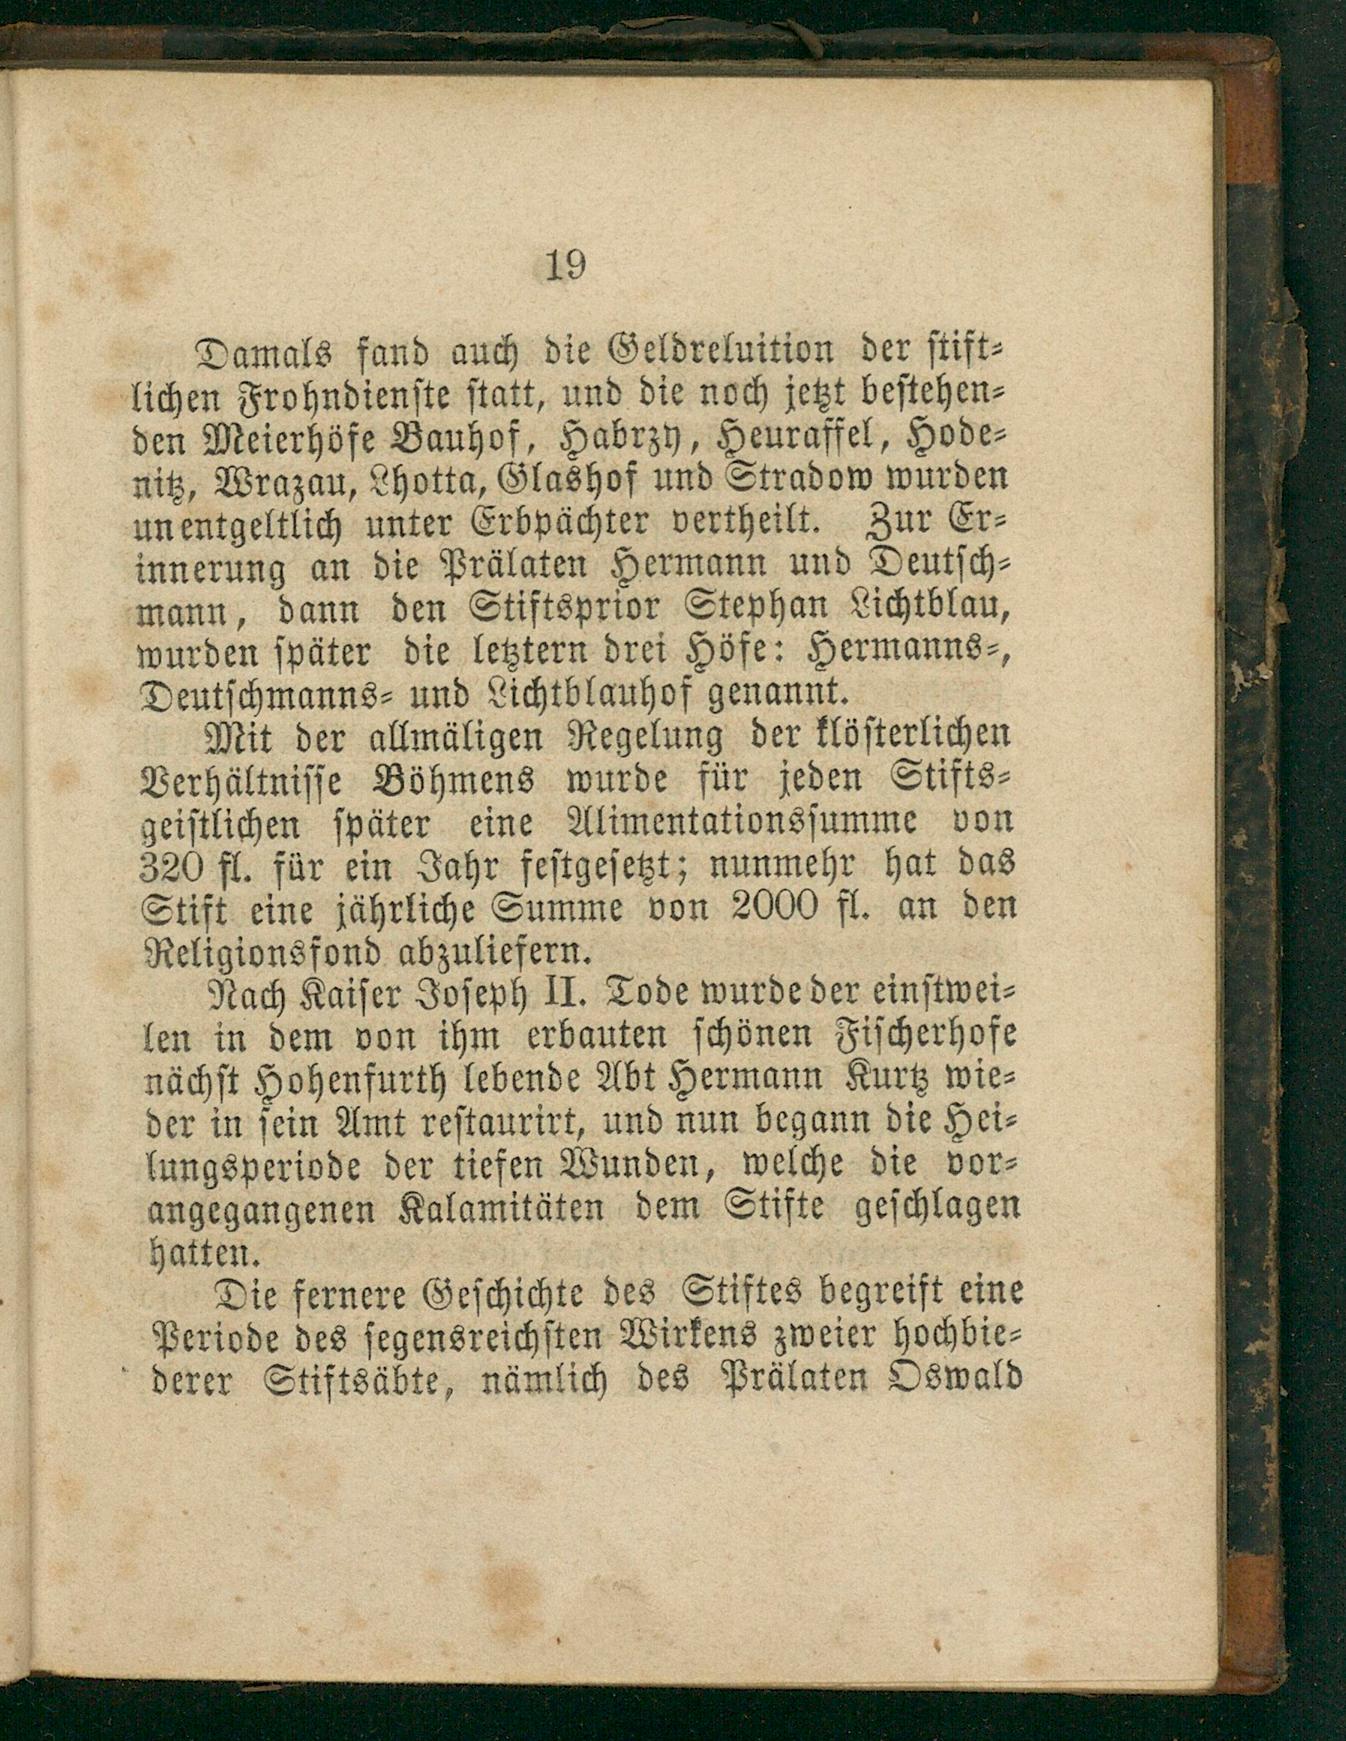 19
Damals fand auch die Geldreluition der stift-
lichen Frohndienste statt, und die noch jetzt bestehen-
den Meierhöfe Bauhof, Habrzy, Heuraffel, Hode-
nitz, Wrazau, Lhotta, Glashof und Stradow wurden
unentgeltlich unter Erbpächter vertheilt. Zur Er-
innerung an die Prälaten Hermann und Deutsch-
mann, dann den Stiftsprior Stephan Lichtblau,
wurden später die letztern drei Höfe: Hermanns-,
Deutschmanns- und Lichtblauhof genannt.
Mit der allmäligen Regelung der klösterlichen
Verhältnisse Böhmens wurde für jeden Stifts-
geistlichen später eine Alimentationssumme von
320 fl. für ein Jahr festgesetzt; nunmehr hat das
Stift eine jährliche Summe von 2000 fl. an den
Religionsfond abzuliefern.
Nach Kaiser Joseph II. Tode wurde der einstwei-
len in dem von ihm erbauten schönen Fischerhofe
nächst Hohenfurth lebende Abt Hermann Kurtz wie-
der in sein Amt restaurirt, und nun begann die Hei-
lungsperiode der tiefen Wunden, welche die vor-
angegangenen Kalamitäten dem Stifte geschlagen
hatten.
Die fernere Geschichte des Stiftes begreift eine
Periode des segensreichsten Wirkens zweier hochbie-
derer Stiftsäbte, nämlich des Prälaten Oswald